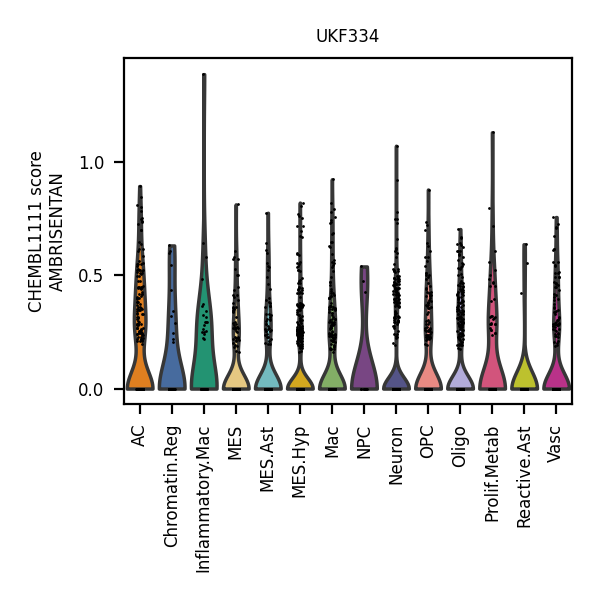 UKF334
CHEMBL1111 score
AMBRISENTAN
1.0
0.5
0.0
AC
Chromatin.Reg
Inflammatory.Mac
MES
MES.Ast
MES.Hyp
Mac
NPC
Neuron
OPC
Oligo
Prolif.Metab
Reactive.Ast
Vasc